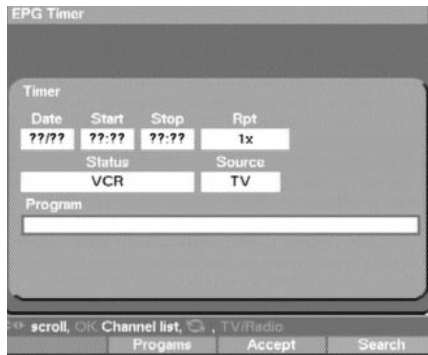 EPG Timer
Timer
Date Start Stop Rpt
??/?? ??:?? ??:?? 1x
Status Source
VCR TV
Program
scroll, OK Channel list, , TV/Radio
Progams Accept Search